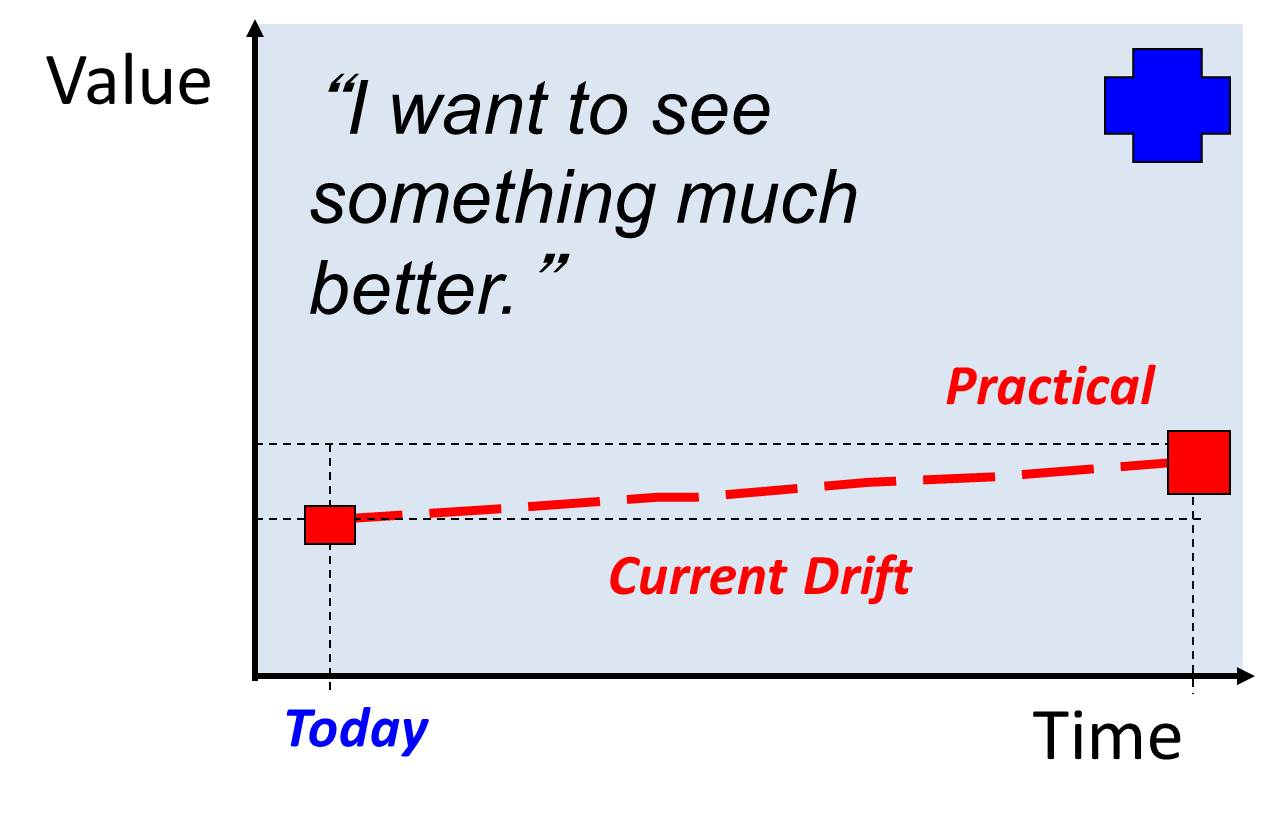 Value
“I want to see
something much
better.”
Practical
Current Drift
Today
Time